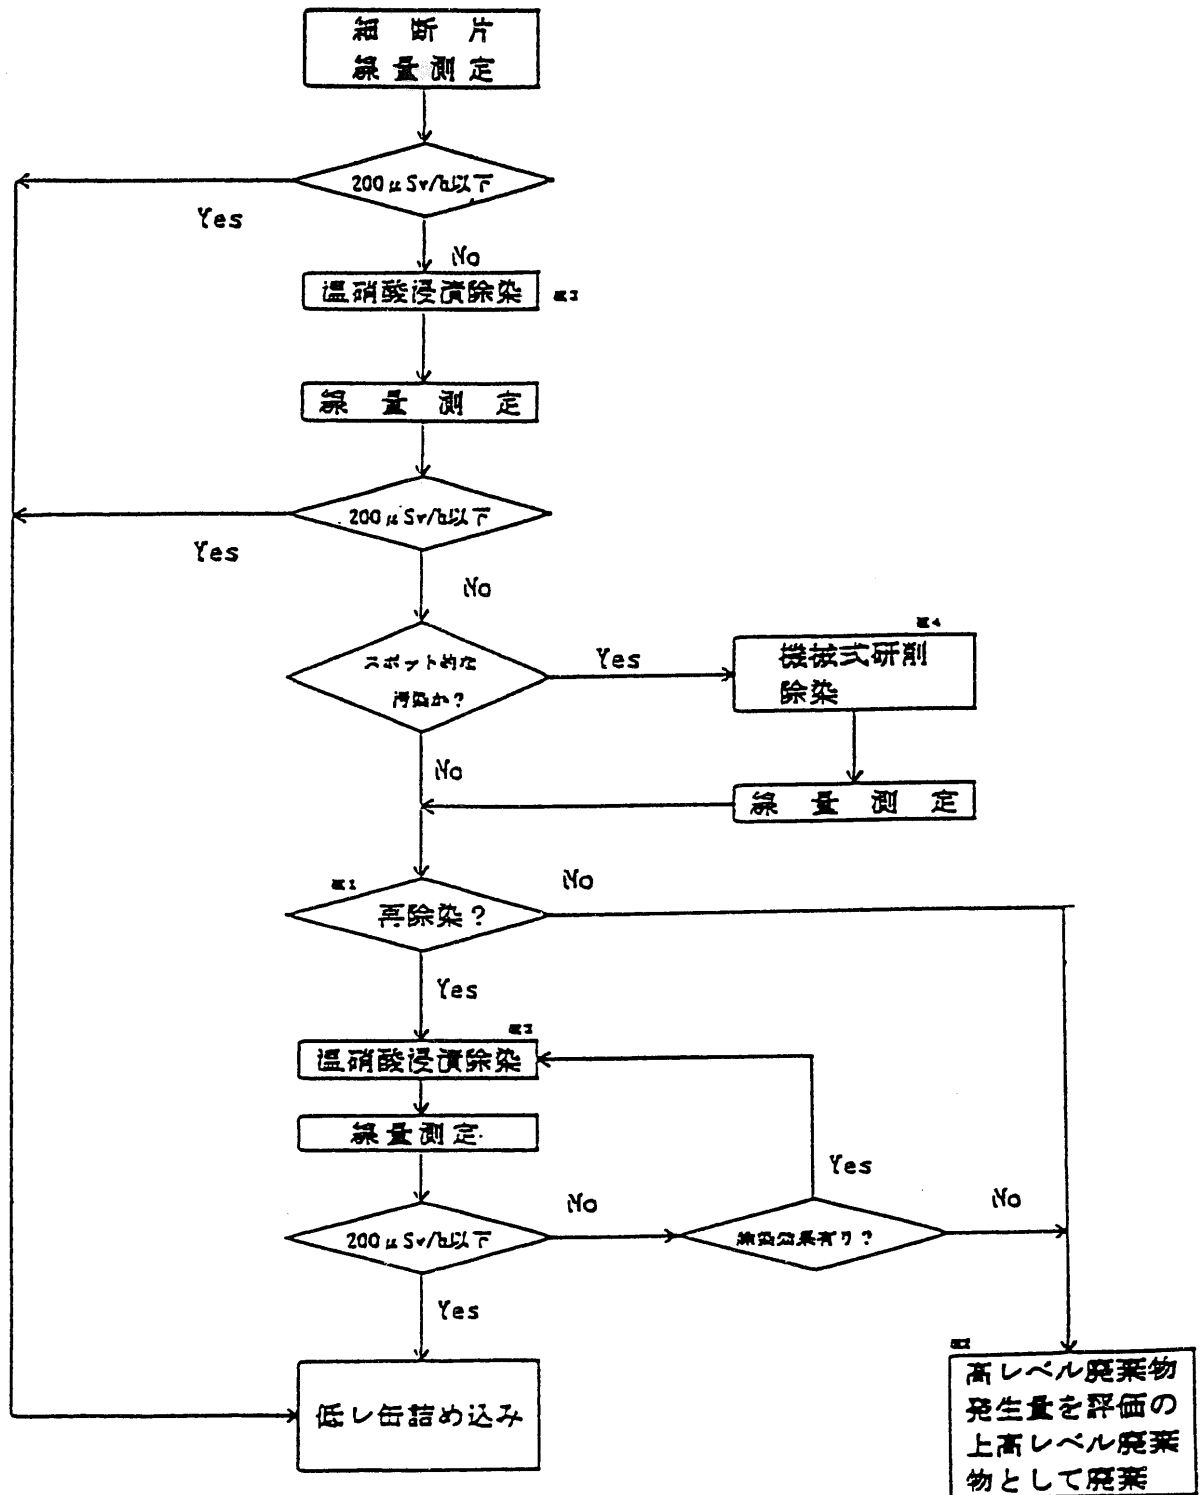 細断片
線量測定
200μSv/h以下
Yes
No
温硝酸浸漬除染
線量測定
200μSv/h以下
Yes
No
スポット的な
汚染か?
Yes
機械式研削
除染
No
線量測定
再除染?
No
Yes
温硝酸浸漬除染
線量測定
200μSv/h以下
No
除染効果有り?
Yes
No
Yes
低レ缶詰め込み
高レベル廃棄物
発生量を評価の
上高レベル廃棄
物として廃棄